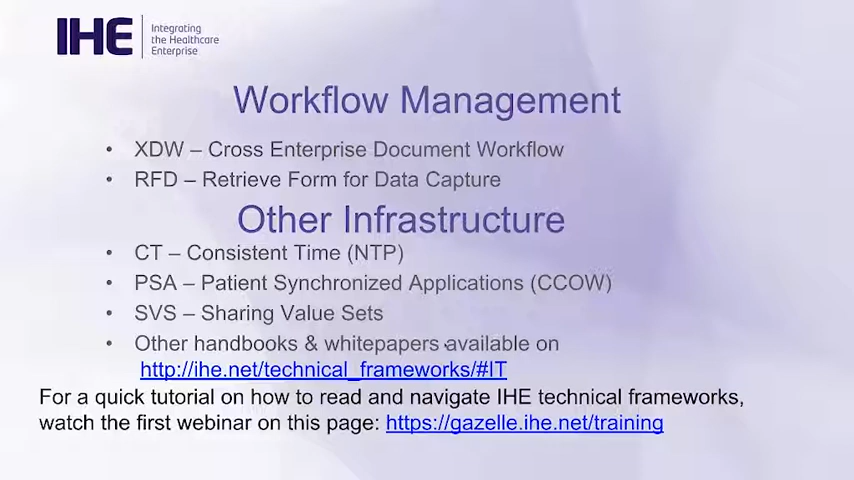 IHE
Integrating
the Healthcare
Enterprise
Workflow Management
• XDW – Cross Enterprise Document Workflow
• RFD – Retrieve Form for Data Capture
Other Infrastructure
• CT – Consistent Time (NTP)
• PSA – Patient Synchronized Applications (CCOW)
• SVS – Sharing Value Sets
• Other handbooks & whitepapers available on
http://ihe.net/technical_frameworks/#IT
For a quick tutorial on how to read and navigate IHE technical frameworks,
watch the first webinar on this page: https://gazelle.ihe.net/training